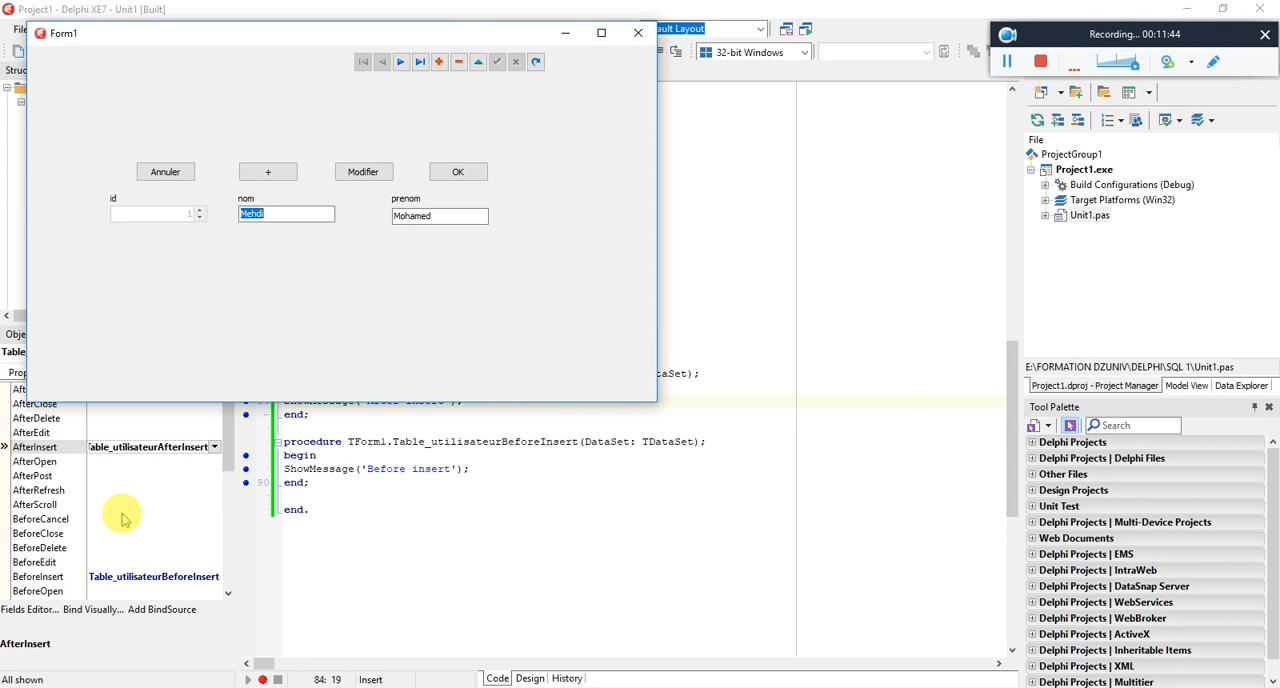 Project1 - Delphi XE7 - Unit1 [Built]
Form1
Recording... 00:11:44
32-bit Windows
Annuler
+
Modifier
OK
id
nom
prenom
1
Mehdi
Mohamed
File
ProjectGroup1
Project1.exe
Build Configurations (Debug)
Target Platforms (Win32)
Unit1.pas
E:\FORMATION DZUNIV\DELPHI\SQL 1\Unit1.pas
Project1.dproj - Project Manager
Model View
Data Explorer
Tool Palette
Search
Delphi Projects
Delphi Projects | Delphi Files
Other Files
Design Projects
Unit Test
Delphi Projects | Multi-Device Projects
Web Documents
Delphi Projects | EMS
Delphi Projects | IntraWeb
Delphi Projects | DataSnap Server
Delphi Projects | WebServices
Delphi Projects | WebBroker
Delphi Projects | ActiveX
Delphi Projects | Inheritable Items
Delphi Projects | XML
Delphi Projects | Multitier
AfterClose
AfterDelete
AfterEdit
AfterInsert
AfterOpen
AfterPost
AfterRefresh
AfterScroll
BeforeCancel
BeforeClose
BeforeDelete
BeforeEdit
BeforeInsert Table_utilisateurBeforeInsert
BeforeOpen
Fields Editor... Bind Visually... Add BindSource
AfterInsert
All shown
end;
procedure TForm1.Table_utilisateurBeforeInsert(DataSet: TDataSet);
begin
ShowMessage('Before insert');
90
end;
end.
84: 19
Insert
Code
Design
History